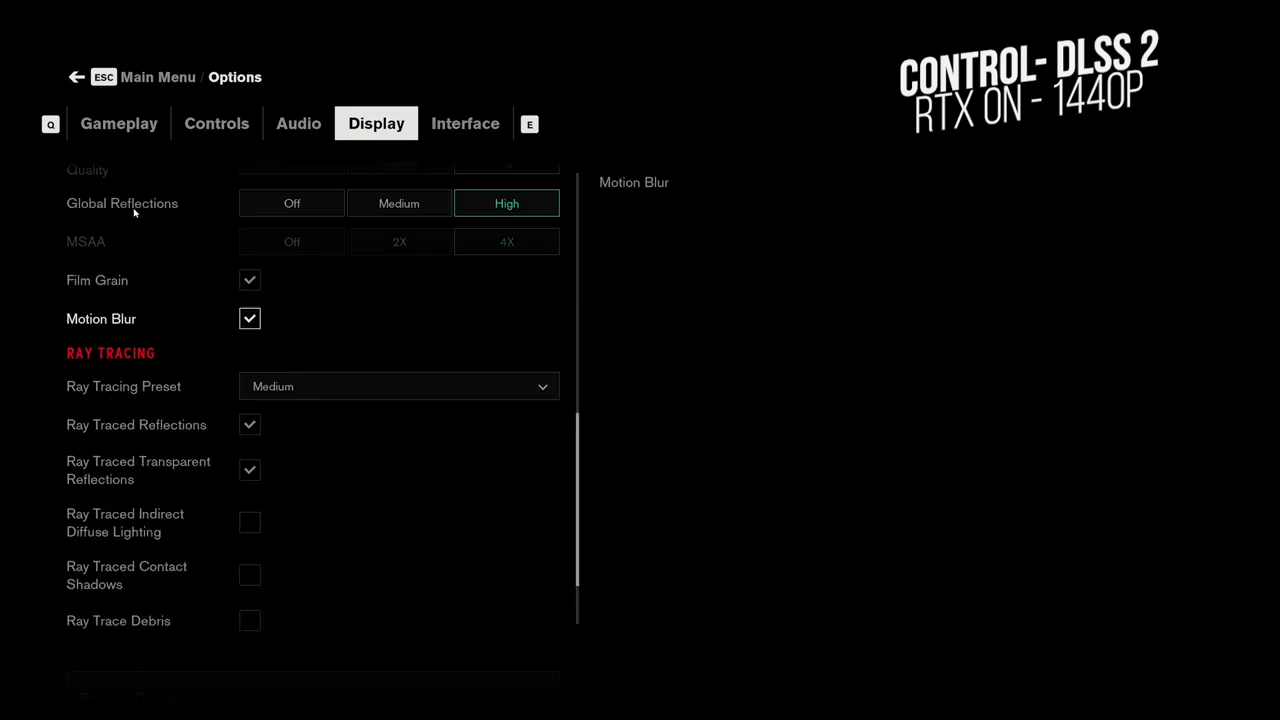 CONTROL- DLSS 2
RTX ON - 1440P
ESC Main Menu / Options
Q Gameplay Controls Audio Display Interface E
Quality
Global Reflections Off Medium High
Motion Blur
MSAA Off 2X 4X
Film Grain
Motion Blur
RAY TRACING
Ray Tracing Preset Medium
Ray Traced Reflections
Ray Traced Transparent
Reflections
Ray Traced Indirect
Diffuse Lighting
Ray Traced Contact
Shadows
Ray Trace Debris